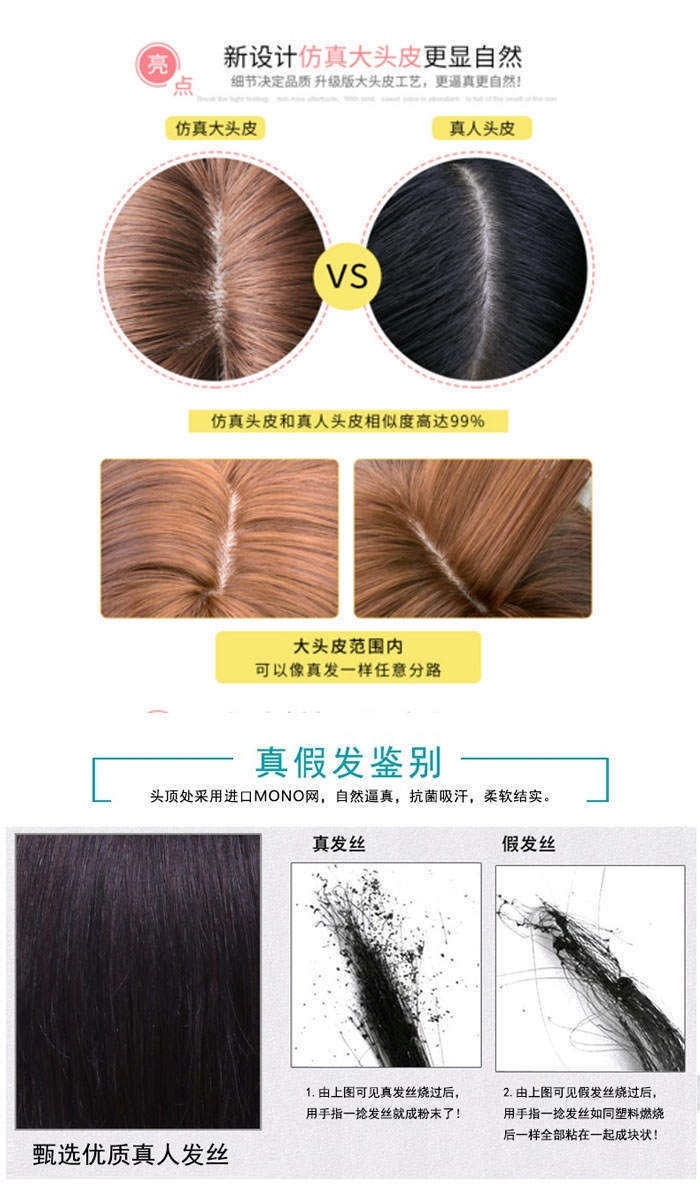 亮点
新设计仿真大头皮更显自然
细节决定品质 升级版大头皮工艺，更逼真更自然!
仿真大头皮
真人头皮
VS
仿真头皮和真人头皮相似度高达99%
大头皮范围内
可以像真发一样任意分路
真假发鉴别
头顶处采用进口MONO网，自然逼真，抗菌吸汗，柔软结实。
真发丝
假发丝
1. 由上图可见真发丝烧过后，
用手指一捻发丝就成粉末了!
2. 由上图可见假发丝烧过后，
用手指一捻发丝如同塑料燃烧
后一样全部粘在一起成块状!
甄选优质真人发丝